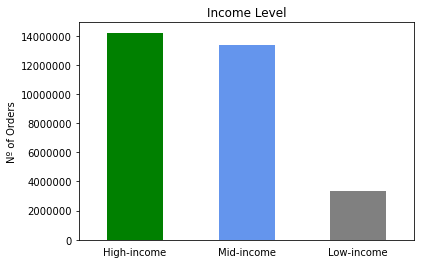 Income Level
Nº of Orders
14000000
12000000
10000000
8000000
6000000
4000000
2000000
0
High-income
Mid-income
Low-income